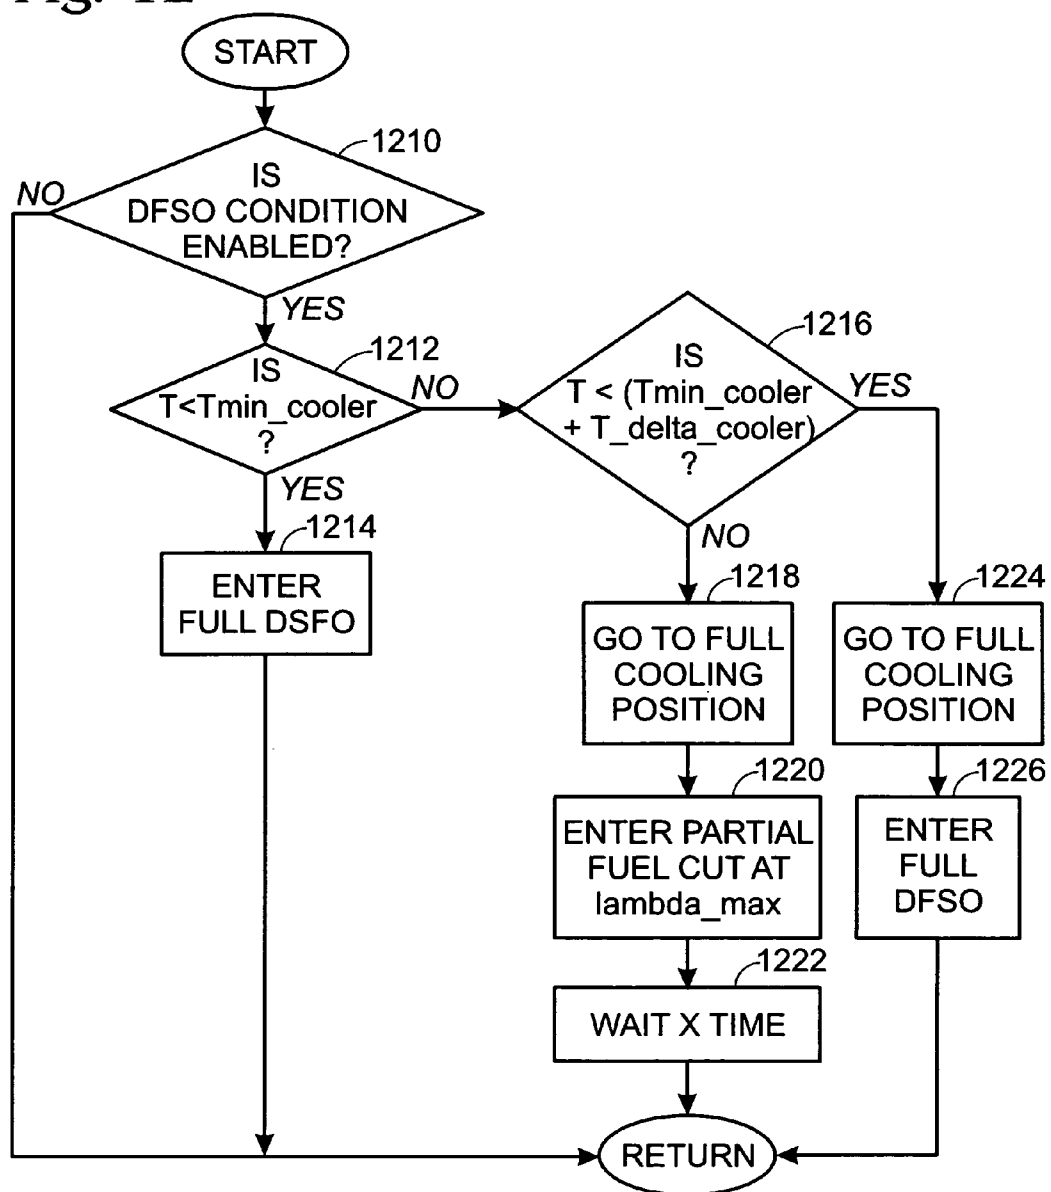 START
1210
NO
IS
DFSO CONDITION
ENABLED?
YES
1212
IS
T<Tmin_cooler
?
NO
YES
1214
ENTER
FULL DSFO
1216
IS
T < (Tmin_cooler
+ T_delta_cooler)
?
YES
NO
1218
GO TO FULL
COOLING
POSITION
1220
ENTER PARTIAL
FUEL CUT AT
lambda_max
1222
WAIT X TIME
1224
GO TO FULL
COOLING
POSITION
1226
ENTER
FULL
DFSO
RETURN